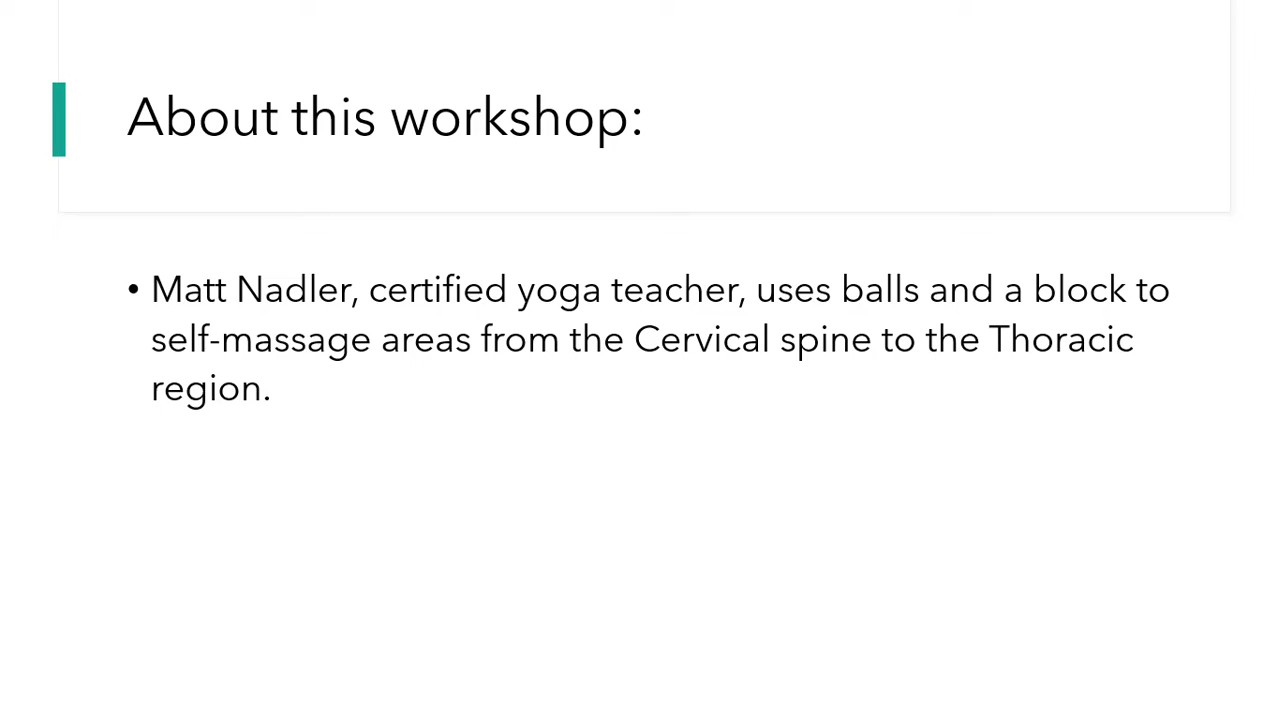 About this workshop:
• Matt Nadler, certified yoga teacher, uses balls and a block to
self-massage areas from the Cervical spine to the Thoracic
region.